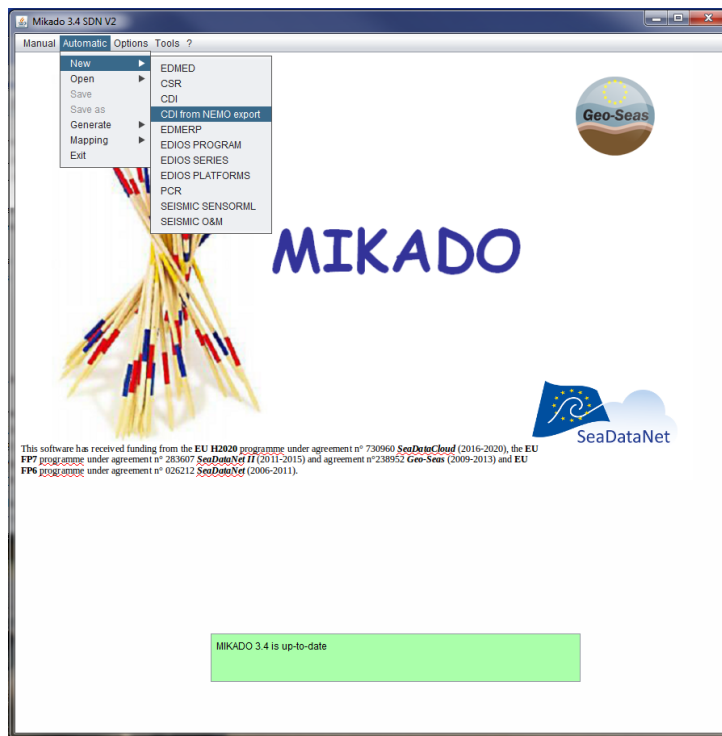 Mikado 3.4 SDN V2
Manual Automatic Options Tools ?
New
Open
Save
Save as
Generate
Mapping
Exit
EDMED
CSR
CDI
CDI from NEMO export
EDMERP
EDIOS PROGRAM
EDIOS SERIES
EDIOS PLATFORMS
PCR
SEISMIC SENSORML
SEISMIC O&M
Geo-Seas
MIKADO
SeaDataNet
This software has received funding from the EU H2020 programme under agreement n° 730960 SeaDataCloud (2016-2020), the EU
FP7 programme under agreement n° 283607 SeaDataNet II (2011-2015) and agreement n°238952 Geo-Seas (2009-2013) and EU
FP6 programme under agreement n° 026212 SeaDataNet (2006-2011).
MIKADO 3.4 is up-to-date